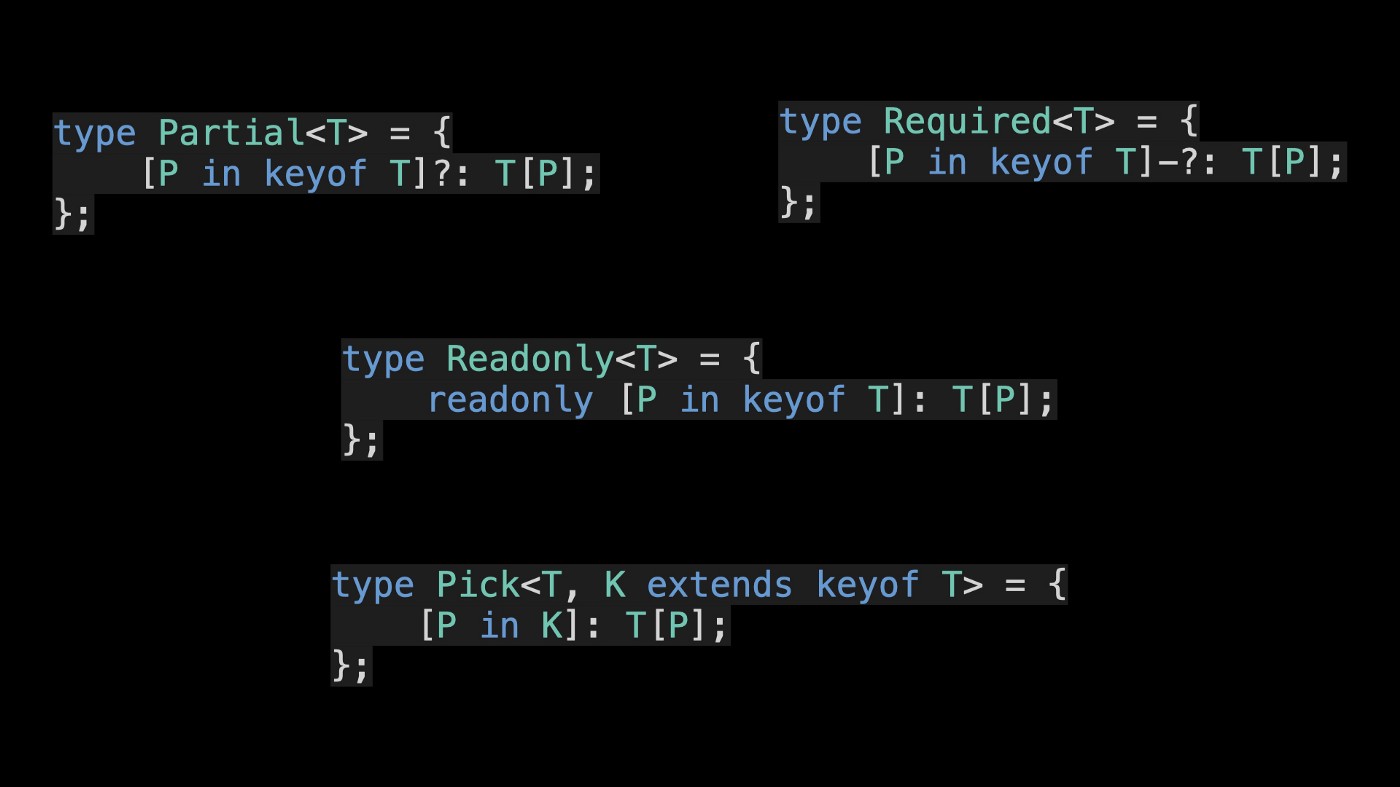 type Partial<T> = {
    [P in keyof T]?: T[P];
};
type Required<T> = {
    [P in keyof T]-?: T[P];
};
type Readonly<T> = {
    readonly [P in keyof T]: T[P];
};
type Pick<T, K extends keyof T> = {
    [P in K]: T[P];
};